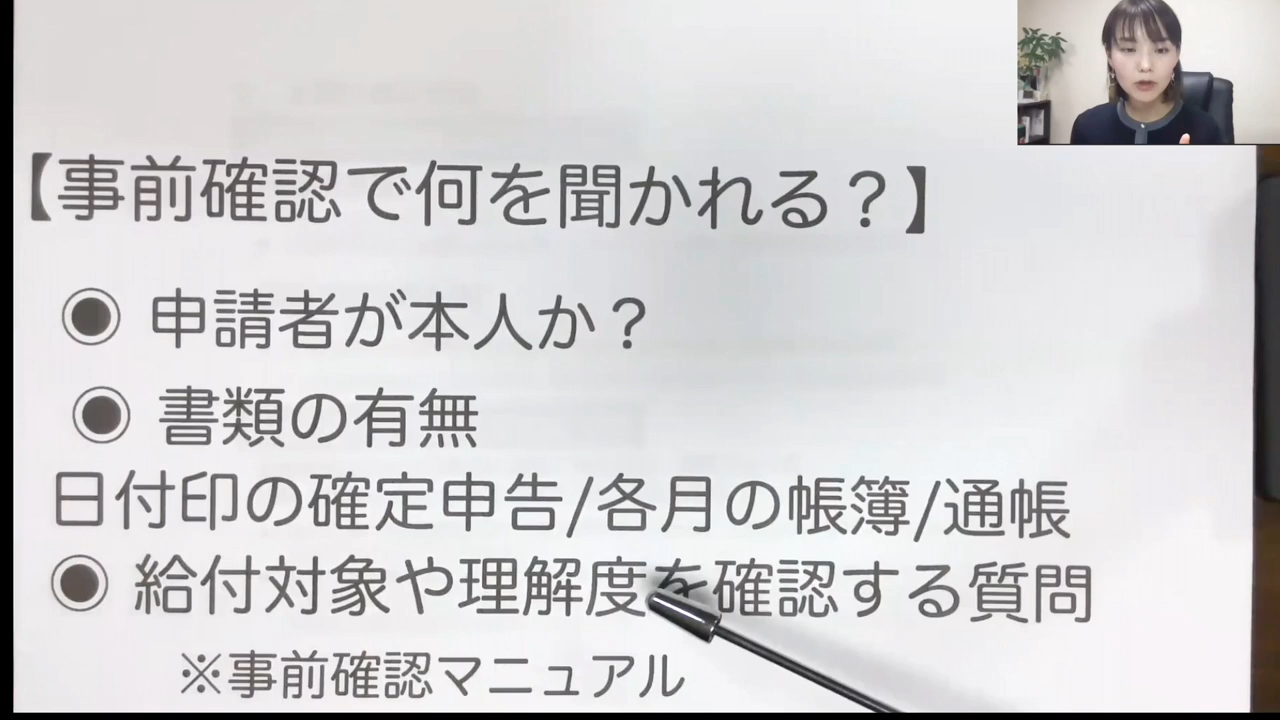 【事前確認で何を聞かれる?】
◉ 申請者が本人か?
◉ 書類の有無
日付印の確定申告/各月の帳簿/通帳
◉ 給付対象や理解度を確認する質問
※事前確認マニュアル